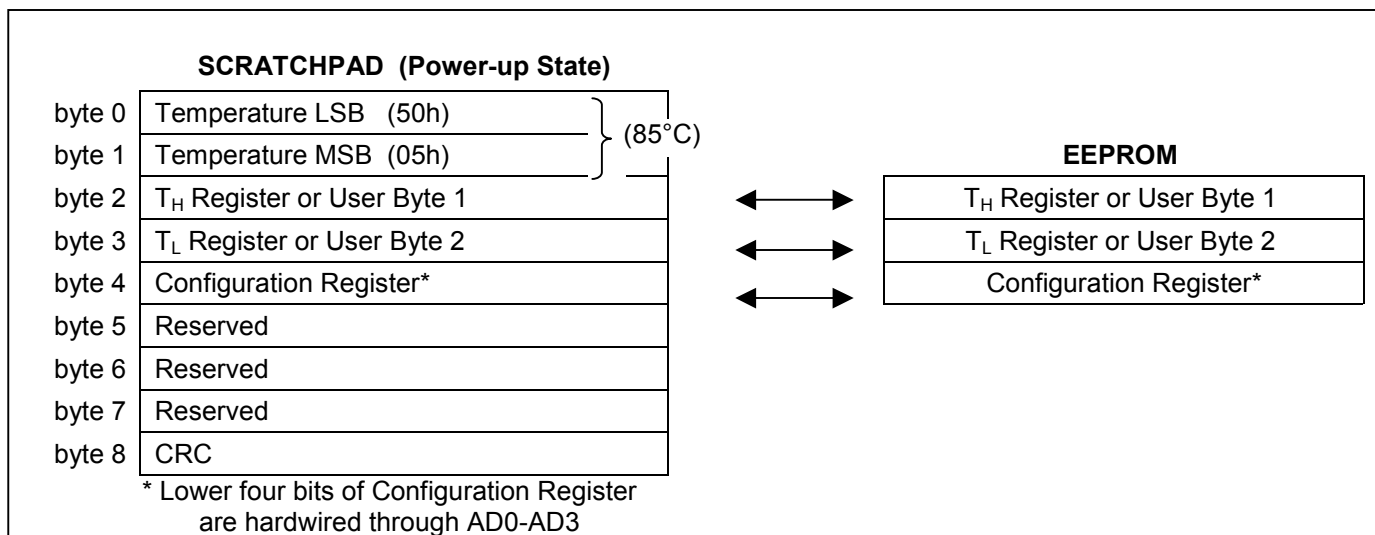 SCRATCHPAD (Power-up State)
byte 0 Temperature LSB (50h)
(85°C)
byte 1 Temperature MSB (05h)
EEPROM
byte 2 TH Register or User Byte 1 TH Register or User Byte 1
byte 3 TL Register or User Byte 2 TL Register or User Byte 2
byte 4 Configuration Register* Configuration Register*
byte 5 Reserved
byte 6 Reserved
byte 7 Reserved
byte 8 CRC
* Lower four bits of Configuration Register
are hardwired through AD0-AD3